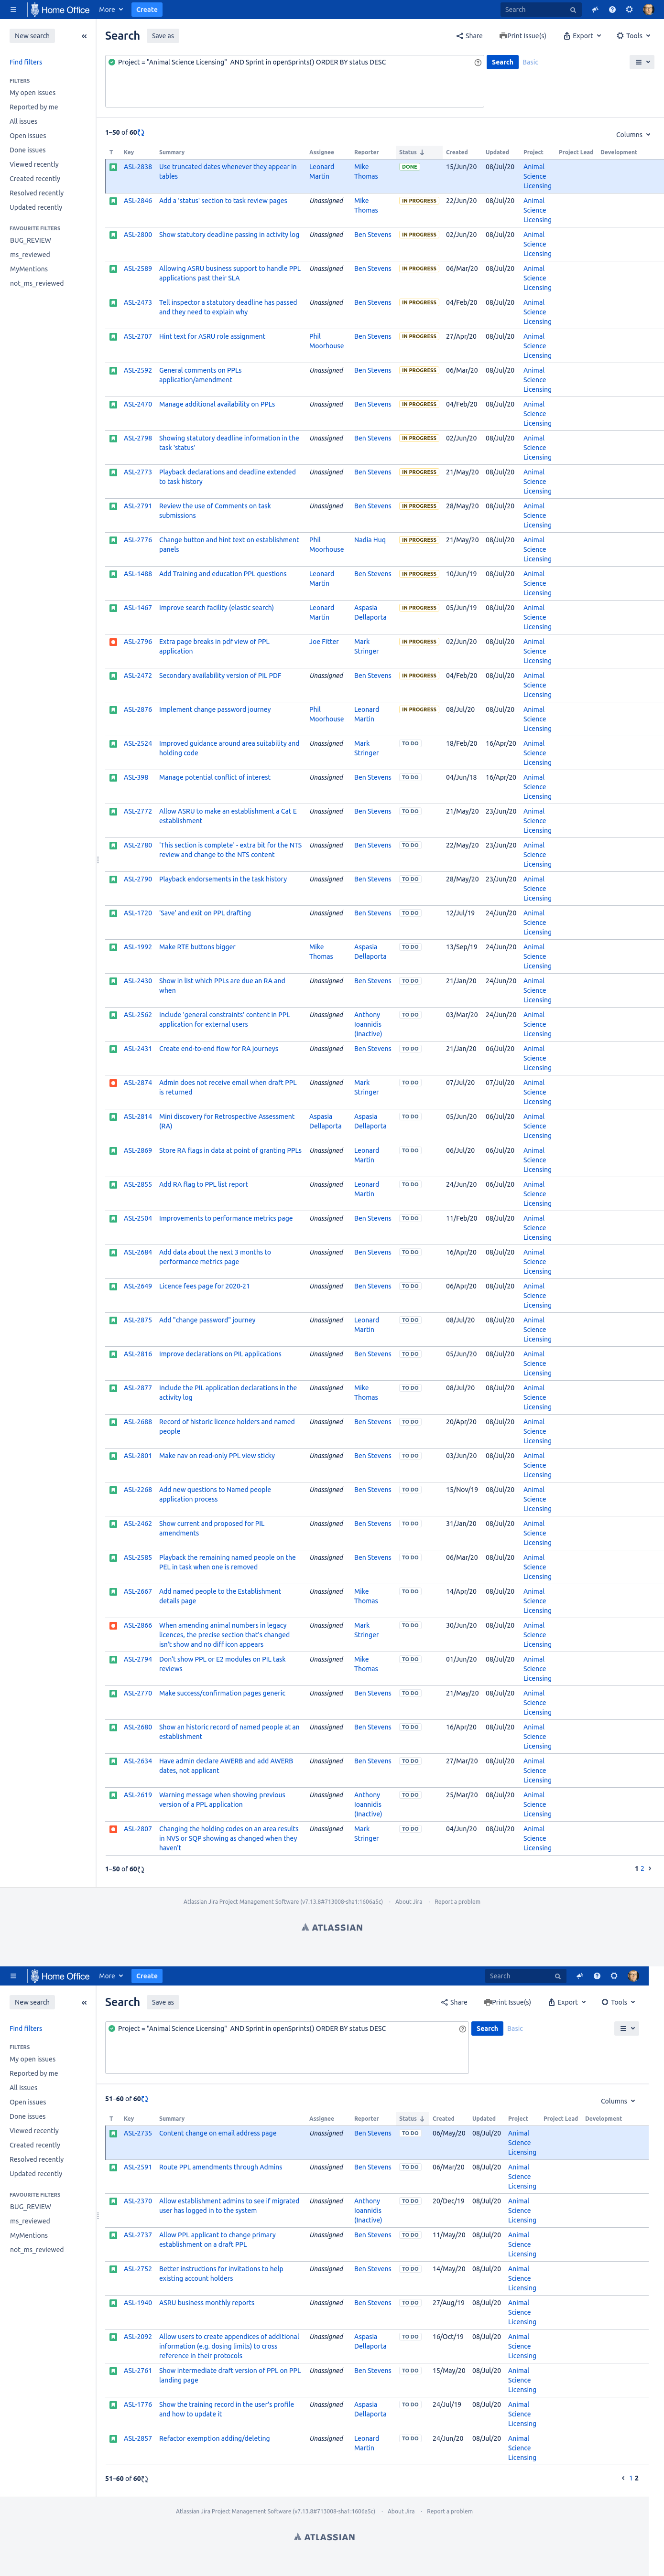 Home Office More Create Search
New search
Find filters
FILTERS
My open issues
Reported by me
All issues
Open issues
Done issues
Viewed recently
Created recently
Resolved recently
Updated recently
FAVOURITE FILTERS
BUG_REVIEW
ms_reviewed
MyMentions
not_ms_reviewed
Search Save as Share Print Issue(s) Export Tools
Project = "Animal Science Licensing" AND Sprint in openSprints() ORDER BY status DESC Search Basic
1–50 of 60 Columns
T Key Summary Assignee Reporter Status Created Updated Project Project Lead Development
ASL-2838 Use truncated dates whenever they appear in tables Leonard Martin Mike Thomas DONE 15/Jun/20 08/Jul/20 Animal Science Licensing
ASL-2846 Add a 'status' section to task review pages Unassigned Mike Thomas IN PROGRESS 22/Jun/20 08/Jul/20 Animal Science Licensing
ASL-2800 Show statutory deadline passing in activity log Unassigned Ben Stevens IN PROGRESS 02/Jun/20 08/Jul/20 Animal Science Licensing
ASL-2589 Allowing ASRU business support to handle PPL applications past their SLA Unassigned Ben Stevens IN PROGRESS 06/Mar/20 08/Jul/20 Animal Science Licensing
ASL-2473 Tell inspector a statutory deadline has passed and they need to explain why Unassigned Ben Stevens IN PROGRESS 04/Feb/20 08/Jul/20 Animal Science Licensing
ASL-2707 Hint text for ASRU role assignment Phil Moorhouse Ben Stevens IN PROGRESS 27/Apr/20 08/Jul/20 Animal Science Licensing
ASL-2592 General comments on PPLs application/amendment Unassigned Ben Stevens IN PROGRESS 06/Mar/20 08/Jul/20 Animal Science Licensing
ASL-2470 Manage additional availability on PPLs Unassigned Ben Stevens IN PROGRESS 04/Feb/20 08/Jul/20 Animal Science Licensing
ASL-2798 Showing statutory deadline information in the task 'status' Unassigned Ben Stevens IN PROGRESS 02/Jun/20 08/Jul/20 Animal Science Licensing
ASL-2773 Playback declarations and deadline extended to task history Unassigned Ben Stevens IN PROGRESS 21/May/20 08/Jul/20 Animal Science Licensing
ASL-2791 Review the use of Comments on task submissions Unassigned Ben Stevens IN PROGRESS 28/May/20 08/Jul/20 Animal Science Licensing
ASL-2776 Change button and hint text on establishment panels Phil Moorhouse Nadia Huq IN PROGRESS 21/May/20 08/Jul/20 Animal Science Licensing
ASL-1488 Add Training and education PPL questions Leonard Martin Ben Stevens IN PROGRESS 10/Jun/19 08/Jul/20 Animal Science Licensing
ASL-1467 Improve search facility (elastic search) Leonard Martin Aspasia Dellaporta IN PROGRESS 05/Jun/19 08/Jul/20 Animal Science Licensing
ASL-2796 Extra page breaks in pdf view of PPL application Joe Fitter Mark Stringer IN PROGRESS 02/Jun/20 08/Jul/20 Animal Science Licensing
ASL-2472 Secondary availability version of PIL PDF Unassigned Ben Stevens IN PROGRESS 04/Feb/20 08/Jul/20 Animal Science Licensing
ASL-2876 Implement change password journey Phil Moorhouse Leonard Martin IN PROGRESS 08/Jul/20 08/Jul/20 Animal Science Licensing
ASL-2524 Improved guidance around area suitability and holding code Unassigned Mark Stringer TO DO 18/Feb/20 16/Apr/20 Animal Science Licensing
ASL-398 Manage potential conflict of interest Unassigned Ben Stevens TO DO 04/Jun/18 16/Apr/20 Animal Science Licensing
ASL-2772 Allow ASRU to make an establishment a Cat E establishment Unassigned Ben Stevens TO DO 21/May/20 23/Jun/20 Animal Science Licensing
ASL-2780 'This section is complete' - extra bit for the NTS review and change to the NTS content Unassigned Ben Stevens TO DO 22/May/20 23/Jun/20 Animal Science Licensing
ASL-2790 Playback endorsements in the task history Unassigned Ben Stevens TO DO 28/May/20 23/Jun/20 Animal Science Licensing
ASL-1720 'Save' and exit on PPL drafting Unassigned Ben Stevens TO DO 12/Jul/19 24/Jun/20 Animal Science Licensing
ASL-1992 Make RTE buttons bigger Mike Thomas Aspasia Dellaporta TO DO 13/Sep/19 24/Jun/20 Animal Science Licensing
ASL-2430 Show in list which PPLs are due an RA and when Unassigned Ben Stevens TO DO 21/Jan/20 24/Jun/20 Animal Science Licensing
ASL-2562 Include 'general constraints' content in PPL application for external users Unassigned Anthony Ioannidis (Inactive) TO DO 03/Mar/20 24/Jun/20 Animal Science Licensing
ASL-2431 Create end-to-end flow for RA journeys Unassigned Ben Stevens TO DO 21/Jan/20 06/Jul/20 Animal Science Licensing
ASL-2874 Admin does not receive email when draft PPL is returned Unassigned Mark Stringer TO DO 07/Jul/20 07/Jul/20 Animal Science Licensing
ASL-2814 Mini discovery for Retrospective Assessment (RA) Aspasia Dellaporta Aspasia Dellaporta TO DO 05/Jun/20 06/Jul/20 Animal Science Licensing
ASL-2869 Store RA flags in data at point of granting PPLs Unassigned Leonard Martin TO DO 06/Jul/20 06/Jul/20 Animal Science Licensing
ASL-2855 Add RA flag to PPL list report Unassigned Leonard Martin TO DO 24/Jun/20 06/Jul/20 Animal Science Licensing
ASL-2504 Improvements to performance metrics page Unassigned Ben Stevens TO DO 11/Feb/20 08/Jul/20 Animal Science Licensing
ASL-2684 Add data about the next 3 months to performance metrics page Unassigned Ben Stevens TO DO 16/Apr/20 08/Jul/20 Animal Science Licensing
ASL-2649 Licence fees page for 2020-21 Unassigned Ben Stevens TO DO 06/Apr/20 08/Jul/20 Animal Science Licensing
ASL-2875 Add "change password" journey Unassigned Leonard Martin TO DO 08/Jul/20 08/Jul/20 Animal Science Licensing
ASL-2816 Improve declarations on PIL applications Unassigned Ben Stevens TO DO 05/Jun/20 08/Jul/20 Animal Science Licensing
ASL-2877 Include the PIL application declarations in the activity log Unassigned Mike Thomas TO DO 08/Jul/20 08/Jul/20 Animal Science Licensing
ASL-2688 Record of historic licence holders and named people Unassigned Ben Stevens TO DO 20/Apr/20 08/Jul/20 Animal Science Licensing
ASL-2801 Make nav on read-only PPL view sticky Unassigned Ben Stevens TO DO 03/Jun/20 08/Jul/20 Animal Science Licensing
ASL-2268 Add new questions to Named people application process Unassigned Ben Stevens TO DO 15/Nov/19 08/Jul/20 Animal Science Licensing
ASL-2462 Show current and proposed for PIL amendments Unassigned Ben Stevens TO DO 31/Jan/20 08/Jul/20 Animal Science Licensing
ASL-2585 Playback the remaining named people on the PEL in task when one is removed Unassigned Ben Stevens TO DO 06/Mar/20 08/Jul/20 Animal Science Licensing
ASL-2667 Add named people to the Establishment details page Unassigned Mike Thomas TO DO 14/Apr/20 08/Jul/20 Animal Science Licensing
ASL-2866 When amending animal numbers in legacy licences, the precise section that's changed isn't show and no diff icon appears Unassigned Mark Stringer TO DO 30/Jun/20 08/Jul/20 Animal Science Licensing
ASL-2794 Don't show PPL or E2 modules on PIL task reviews Unassigned Mike Thomas TO DO 01/Jun/20 08/Jul/20 Animal Science Licensing
ASL-2770 Make success/confirmation pages generic Unassigned Ben Stevens TO DO 21/May/20 08/Jul/20 Animal Science Licensing
ASL-2680 Show an historic record of named people at an establishment Unassigned Ben Stevens TO DO 16/Apr/20 08/Jul/20 Animal Science Licensing
ASL-2634 Have admin declare AWERB and add AWERB dates, not applicant Unassigned Ben Stevens TO DO 27/Mar/20 08/Jul/20 Animal Science Licensing
ASL-2619 Warning message when showing previous version of a PPL application Unassigned Anthony Ioannidis (Inactive) TO DO 25/Mar/20 08/Jul/20 Animal Science Licensing
ASL-2807 Changing the holding codes on an area results in NVS or SQP showing as changed when they haven't Unassigned Mark Stringer TO DO 04/Jun/20 08/Jul/20 Animal Science Licensing
1–50 of 60 1 2
Atlassian Jira Project Management Software (v7.13.8#713008-sha1:1606a5c) · About Jira · Report a problem
ATLASSIAN
Home Office More Create Search
New search
Find filters
FILTERS
My open issues
Reported by me
All issues
Open issues
Done issues
Viewed recently
Created recently
Resolved recently
Updated recently
FAVOURITE FILTERS
BUG_REVIEW
ms_reviewed
MyMentions
not_ms_reviewed
Search Save as Share Print Issue(s) Export Tools
Project = "Animal Science Licensing" AND Sprint in openSprints() ORDER BY status DESC Search Basic
51–60 of 60 Columns
T Key Summary Assignee Reporter Status Created Updated Project Project Lead Development
ASL-2735 Content change on email address page Unassigned Ben Stevens TO DO 06/May/20 08/Jul/20 Animal Science Licensing
ASL-2591 Route PPL amendments through Admins Unassigned Ben Stevens TO DO 06/Mar/20 08/Jul/20 Animal Science Licensing
ASL-2370 Allow establishment admins to see if migrated user has logged in to the system Unassigned Anthony Ioannidis (Inactive) TO DO 20/Dec/19 08/Jul/20 Animal Science Licensing
ASL-2737 Allow PPL applicant to change primary establishment on a draft PPL Unassigned Ben Stevens TO DO 11/May/20 08/Jul/20 Animal Science Licensing
ASL-2752 Better instructions for invitations to help existing account holders Unassigned Ben Stevens TO DO 14/May/20 08/Jul/20 Animal Science Licensing
ASL-1940 ASRU business monthly reports Unassigned Ben Stevens TO DO 27/Aug/19 08/Jul/20 Animal Science Licensing
ASL-2092 Allow users to create appendices of additional information (e.g. dosing limits) to cross reference in their protocols Unassigned Aspasia Dellaporta TO DO 16/Oct/19 08/Jul/20 Animal Science Licensing
ASL-2761 Show intermediate draft version of PPL on PPL landing page Unassigned Ben Stevens TO DO 15/May/20 08/Jul/20 Animal Science Licensing
ASL-1776 Show the training record in the user's profile and how to update it Unassigned Aspasia Dellaporta TO DO 24/Jul/19 08/Jul/20 Animal Science Licensing
ASL-2857 Refactor exemption adding/deleting Unassigned Leonard Martin TO DO 24/Jun/20 08/Jul/20 Animal Science Licensing
51–60 of 60 1 2
Atlassian Jira Project Management Software (v7.13.8#713008-sha1:1606a5c) · About Jira · Report a problem
ATLASSIAN